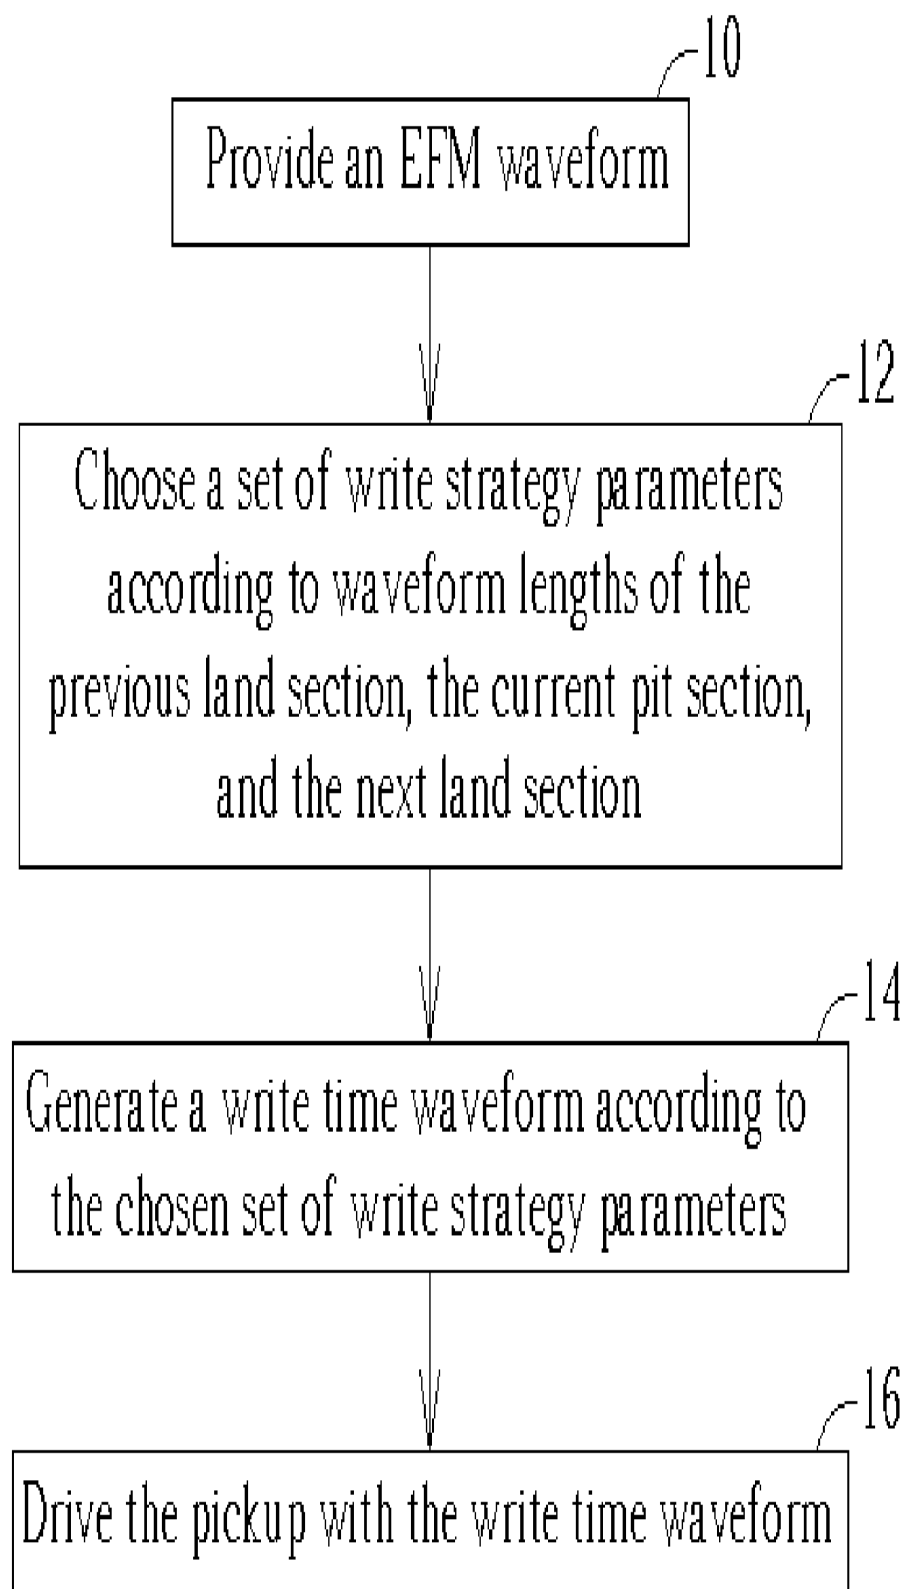 10
Provide an EFM waveform
12
Choose a set of write strategy parameters
according to waveform lengths of the
previous land section, the current pit section,
and the next land section
14
Generate a write time waveform according to
the chosen set of write strategy parameters
16
Drive the pickup with the write time waveform